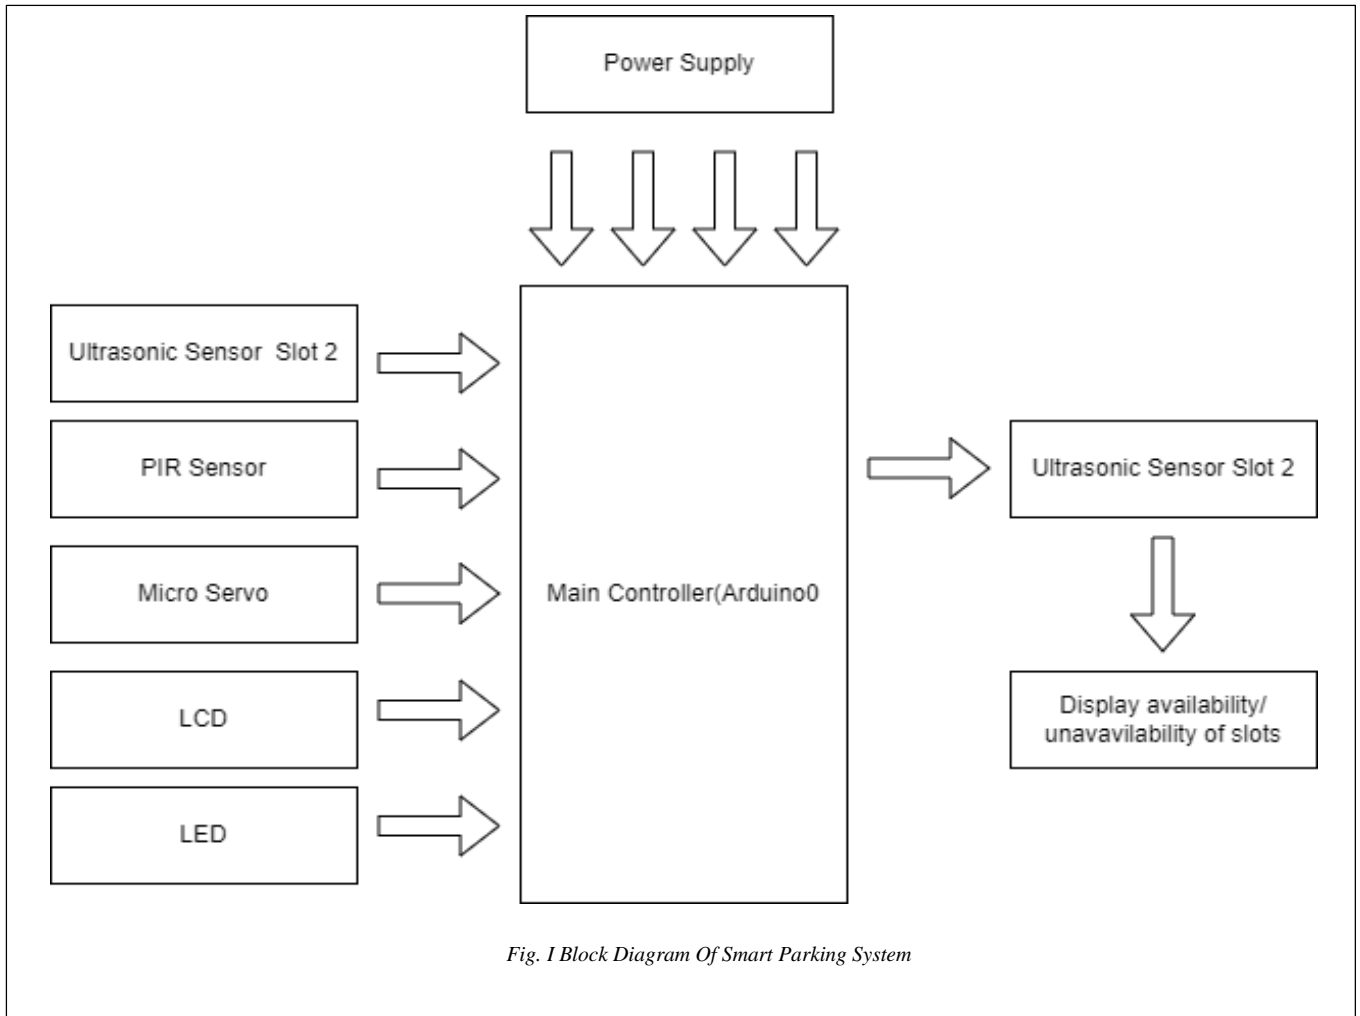 Power Supply
Ultrasonic Sensor  Slot 2
PIR Sensor
Micro Servo
LCD
LED
Main Controller(Arduino0
Ultrasonic Sensor Slot 2
Display availability/
unavavilability of slots
Fig. I Block Diagram Of Smart Parking System